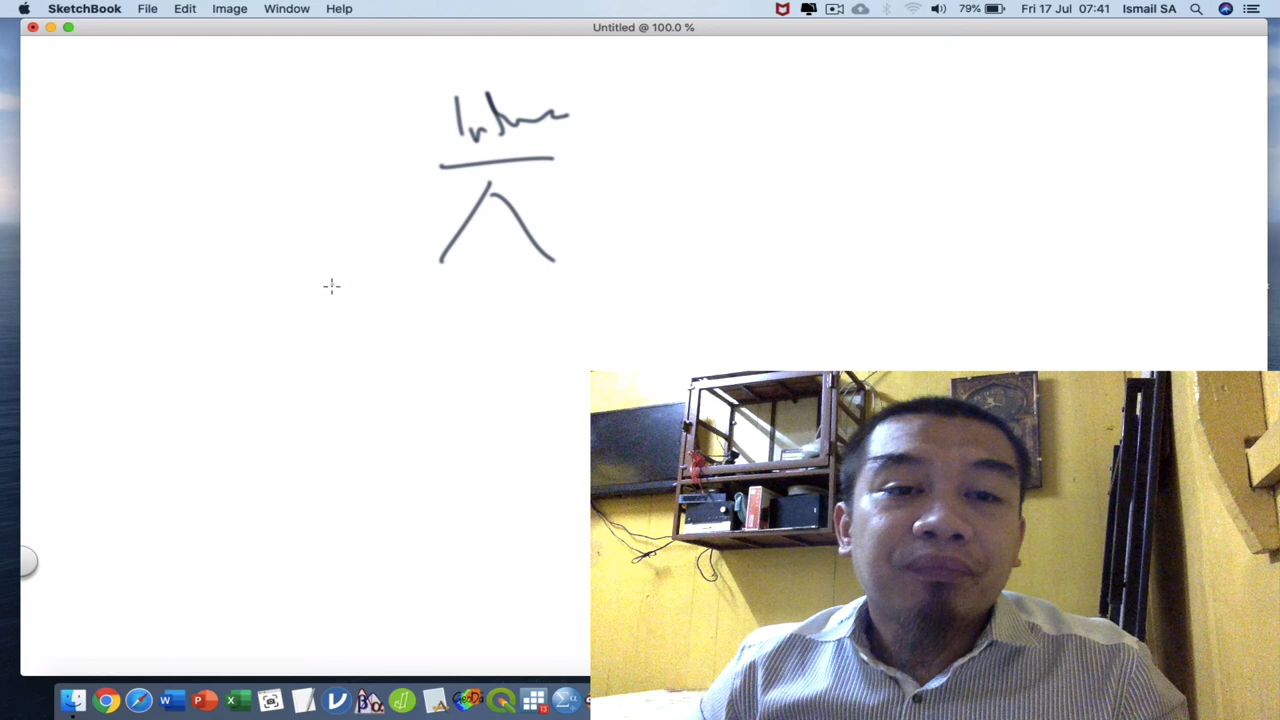 SketchBook File Edit Image Window Help 79% Fri 17 Jul 07:41 Ismail SA
Untitled @ 100.0 %